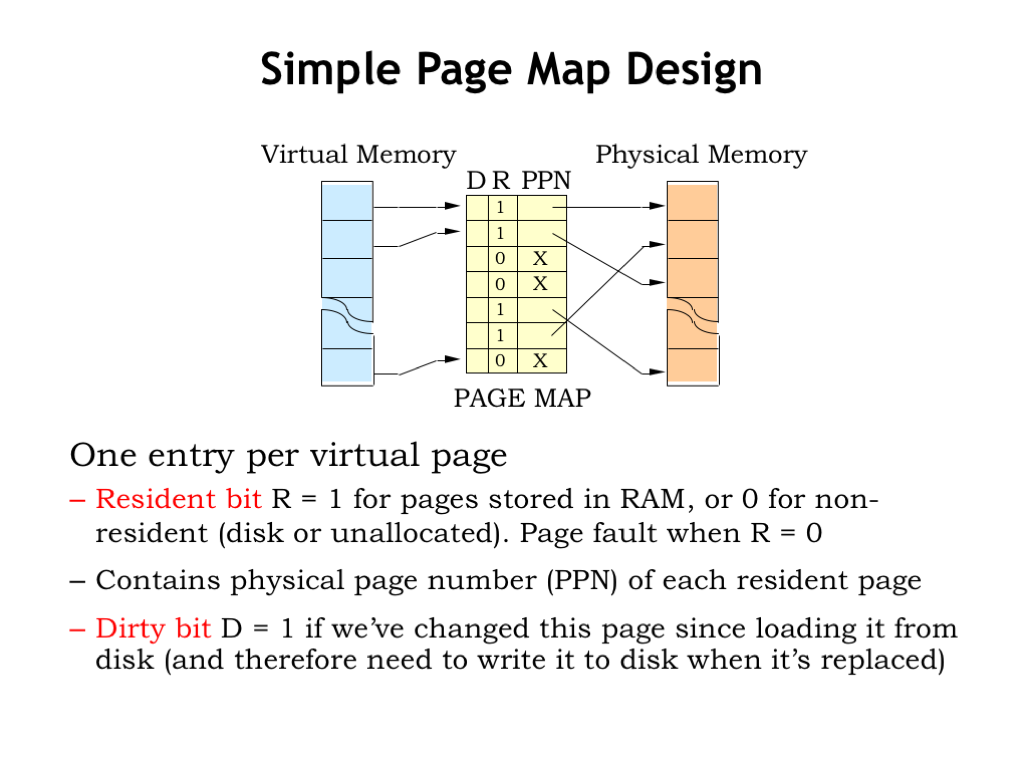 Simple Page Map Design
Virtual Memory
Physical Memory
D R PPN
1
1
0 X
0 X
1
1
0 X
PAGE MAP
One entry per virtual page
– Resident bit R = 1 for pages stored in RAM, or 0 for non-
resident (disk or unallocated). Page fault when R = 0
– Contains physical page number (PPN) of each resident page
– Dirty bit D = 1 if we’ve changed this page since loading it from
disk (and therefore need to write it to disk when it’s replaced)